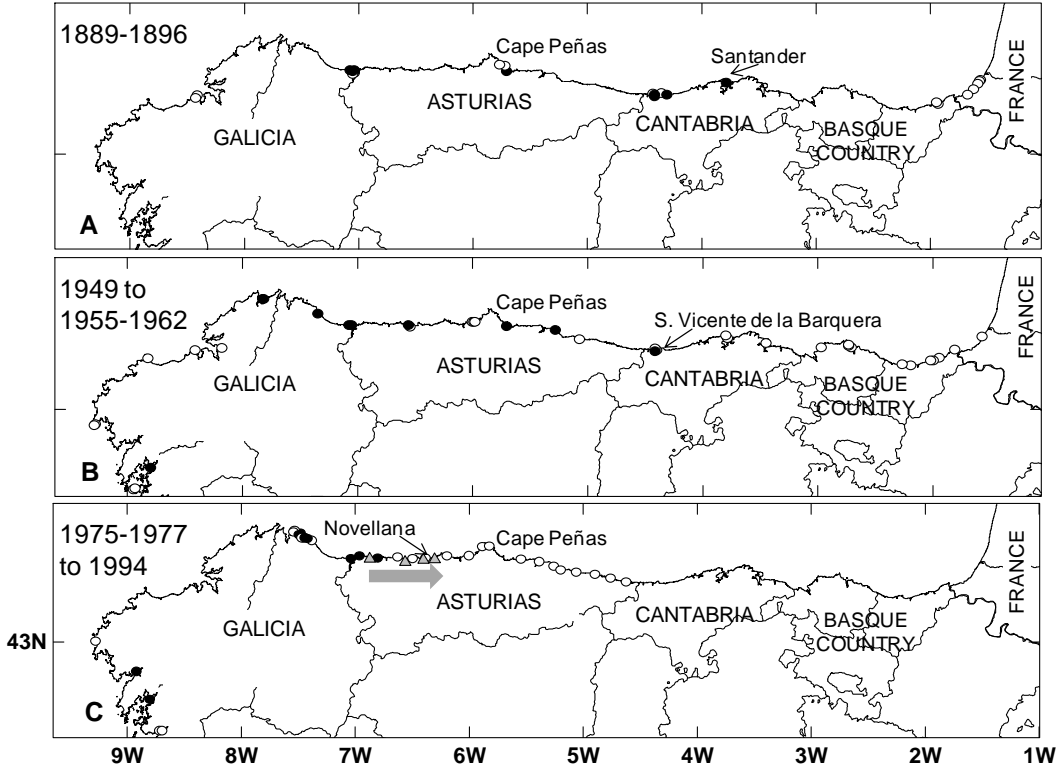 1889-1896
Cape Peñas
Santander
ASTURIAS
GALICIA
CANTABRIA
BASQUE
COUNTRY
FRANCE
A
1949 to
1955-1962
Cape Peñas
S. Vicente de la Barquera
ASTURIAS
GALICIA
CANTABRIA
BASQUE
COUNTRY
FRANCE
B
1975-1977
to 1994
Novellana
Cape Peñas
ASTURIAS
GALICIA
CANTABRIA
BASQUE
COUNTRY
FRANCE
43N
C
9W 8W 7W 6W 5W 4W 3W 2W 1W